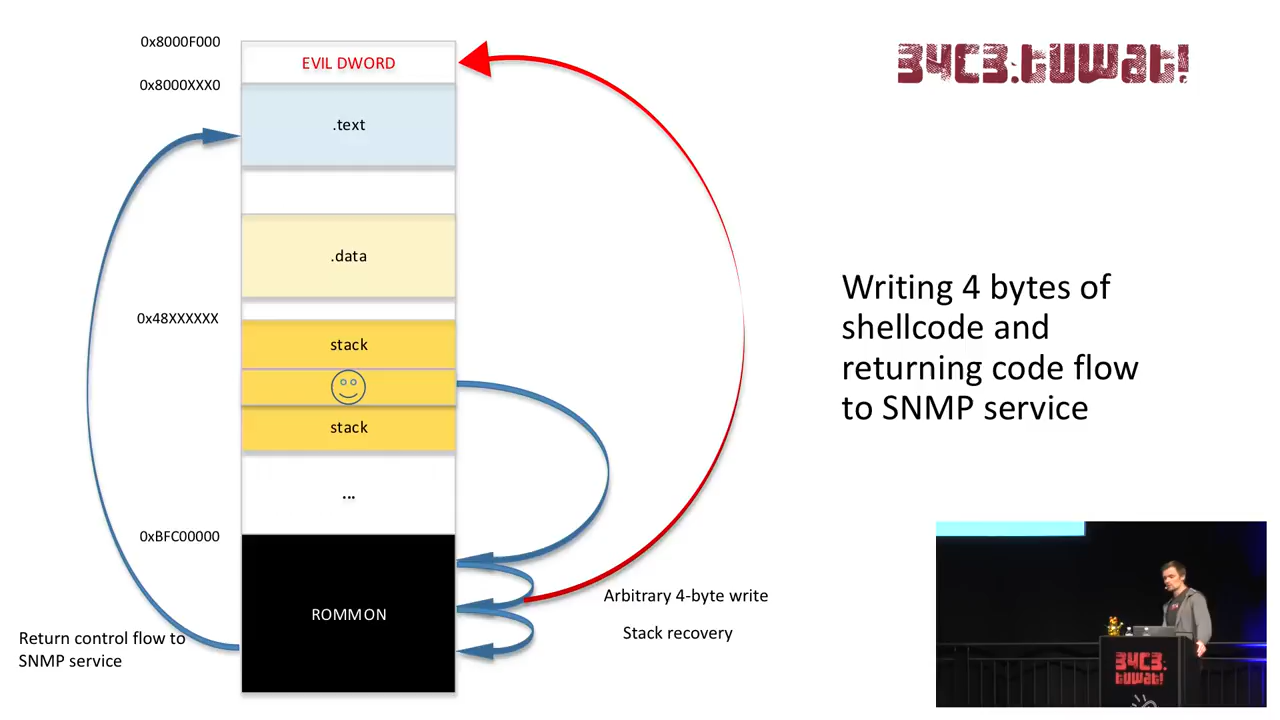 0x8000F000
EVIL DWORD
0x8000XXX0
.text
.data
0x48XXXXXX
stack
stack
...
0xBFC00000
ROMMON
Return control flow to
SNMP service
Arbitrary 4-byte write
Stack recovery
34C3.tuwat!
Writing 4 bytes of
shellcode and
returning code flow
to SNMP service
34C3.
tuwat!